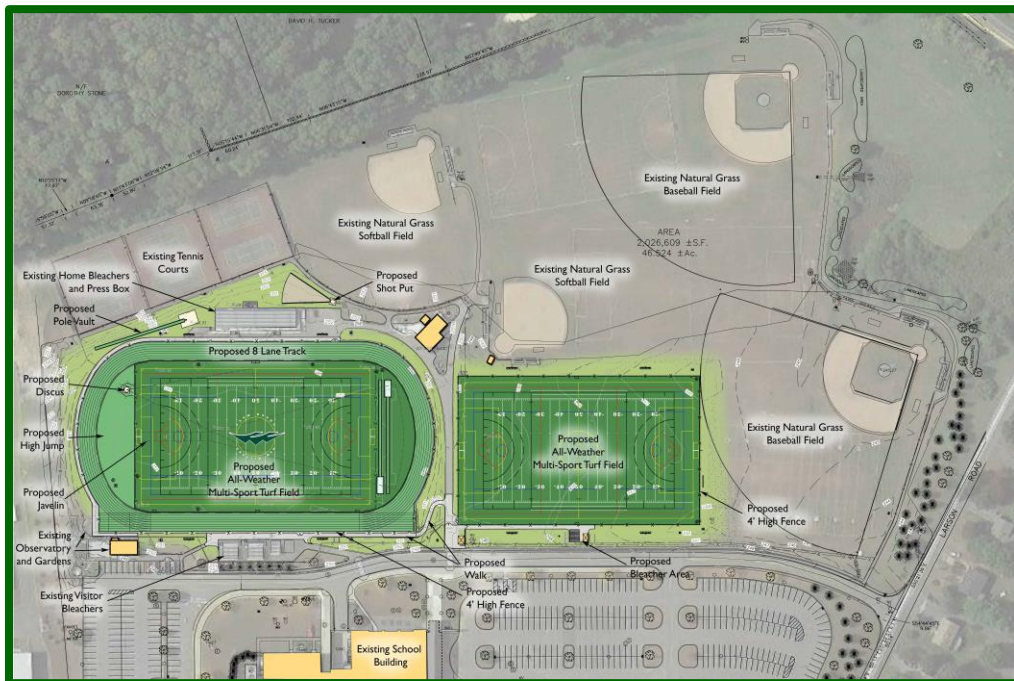 DAVID H. TUCKER
N/F
DOROTHY STONE
Existing Natural Grass
Baseball Field
AREA
2,026,609 ±S.F.
46.524 ±Ac.
Existing Natural Grass
Softball Field
Existing Natural Grass
Softball Field
Existing Tennis
Courts
Existing Home Bleachers
and Press Box
Proposed
Shot Put
Proposed
Pole Vault
Proposed 8 Lane Track
Proposed
Discus
Proposed
High Jump
Proposed
Javelin
Proposed
All-Weather
Multi-Sport Turf Field
Proposed
All-Weather
Multi-Sport Turf Field
Existing Natural Grass
Baseball Field
Proposed
4' High Fence
Existing
Observatory
and Gardens
Existing Visitor
Bleachers
Proposed
Walk
Proposed
4' High Fence
Proposed
Bleacher Area
Existing School
Building
LARSON ROAD